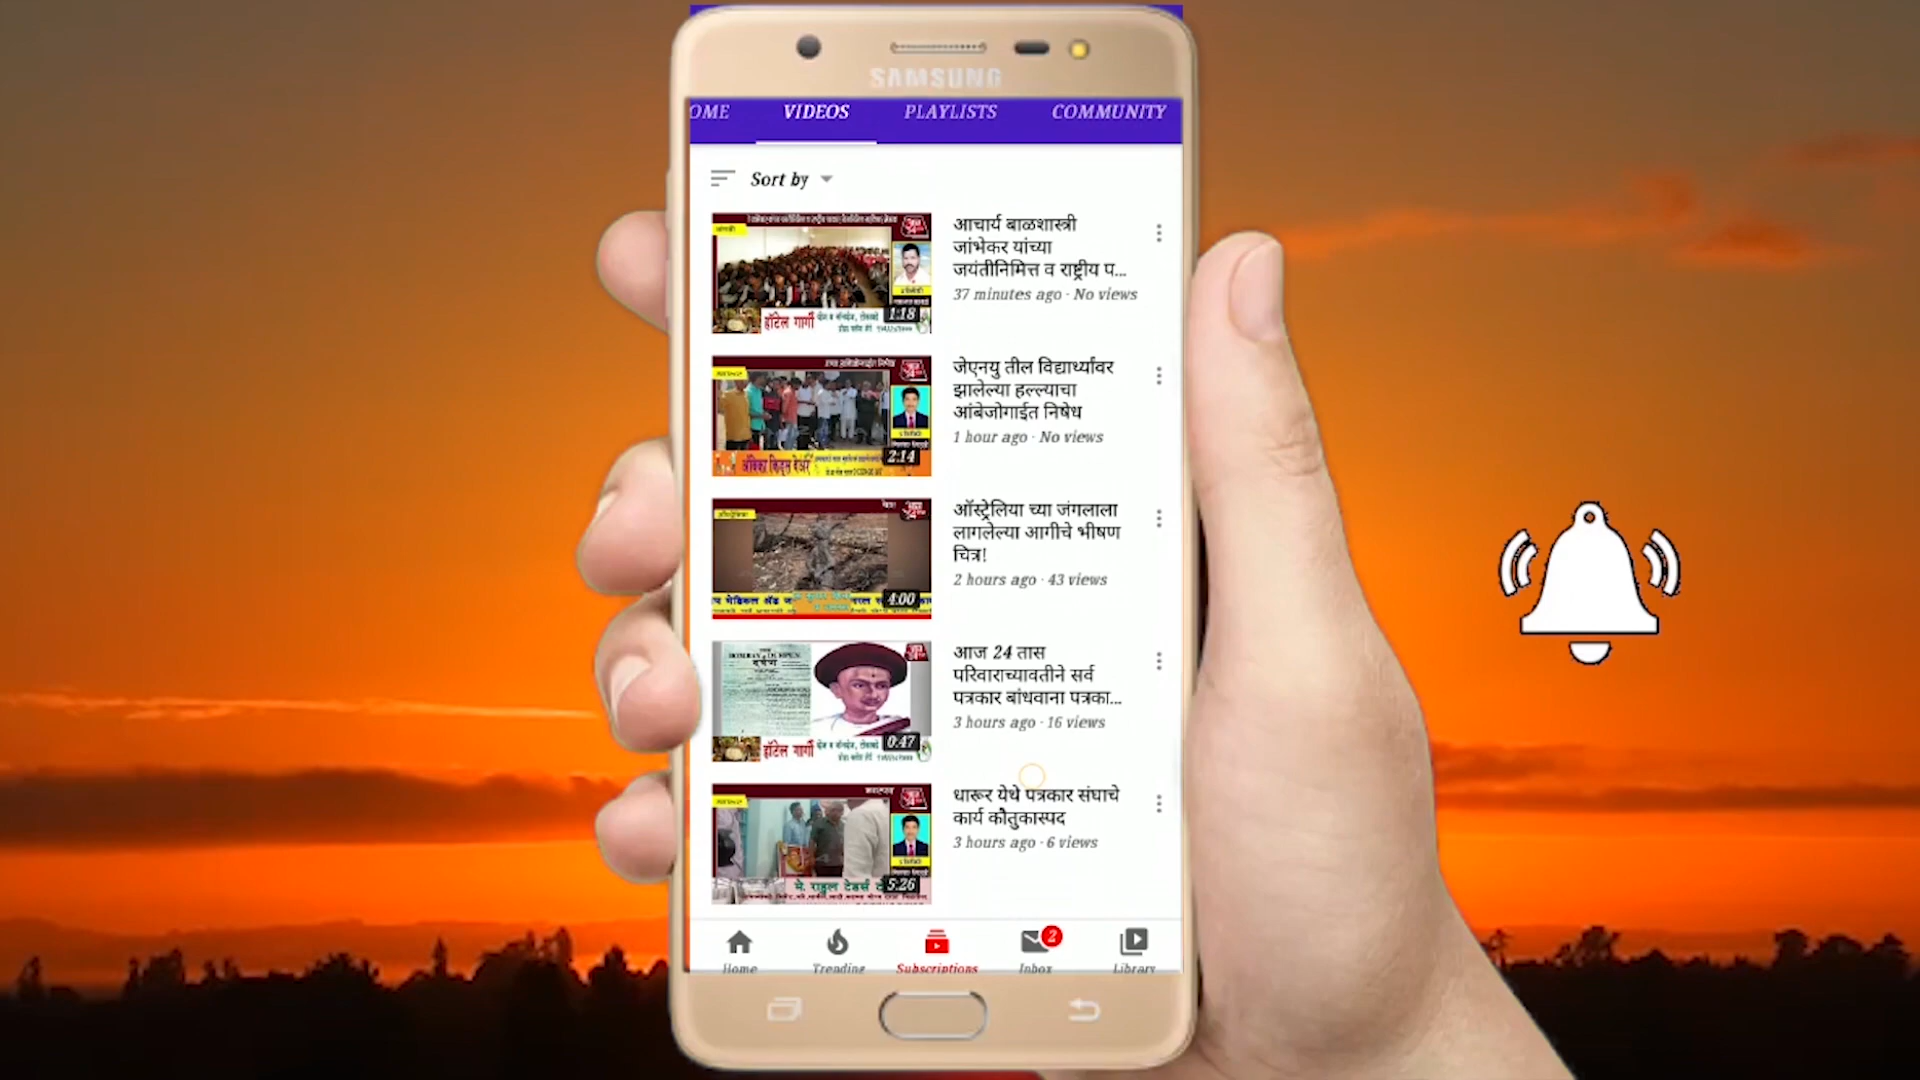 SAMSUNG
OME VIDEOS PLAYLISTS COMMUNITY
Sort by
आचार्य बाळशास्त्री
जांभेकर यांच्या
जयंतीनिमित्त व राष्ट्रीय प...
37 minutes ago · No views
1:18
हॉटेल गार्गी
जेएनयु तील विद्यार्थ्यांवर
झालेल्या हल्ल्याचा
आंबेजोगाईत निषेध
1 hour ago · No views
2:14
ऑस्ट्रेलिया च्या जंगलाला
लागलेल्या आगीचे भीषण
चित्र!
2 hours ago · 43 views
4:00
आज 24 तास
परिवाराच्यावतीने सर्व
पत्रकार बांधवाना पत्रका...
3 hours ago · 16 views
दर्पण
0:47
हॉटेल गार्गी
धारूर येथे पत्रकार संघाचे
कार्य कौतुकास्पद
3 hours ago · 6 views
5:26
मे. राहुल ट्रेडर्स
2
Home Trending Subscriptions Inbox Library